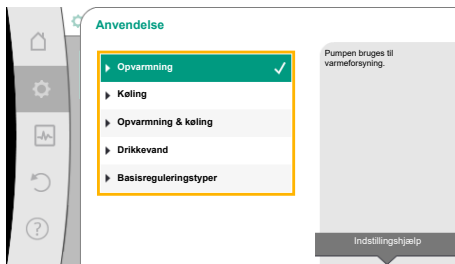 Anvendelse
Opvarmning
Køling
Opvarmning & køling
Drikkevand
Basisreguleringstyper
Pumpen bruges til
varmeforsyning.
Indstillingshjælp
?